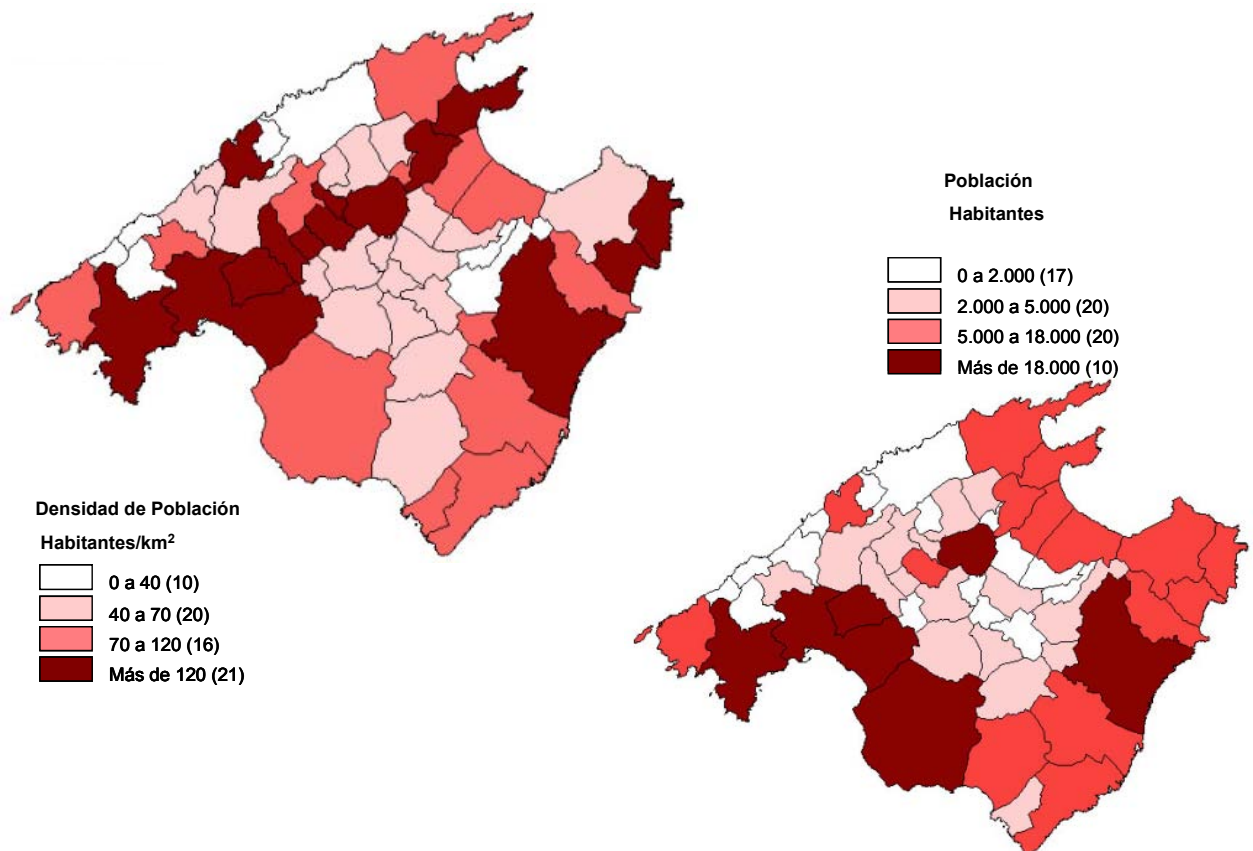 Población
Habitantes
0 a 2.000 (17)
2.000 a 5.000 (20)
5.000 a 18.000 (20)
Más de 18.000 (10)
Densidad de Población
Habitantes/km²
0 a 40 (10)
40 a 70 (20)
70 a 120 (16)
Más de 120 (21)